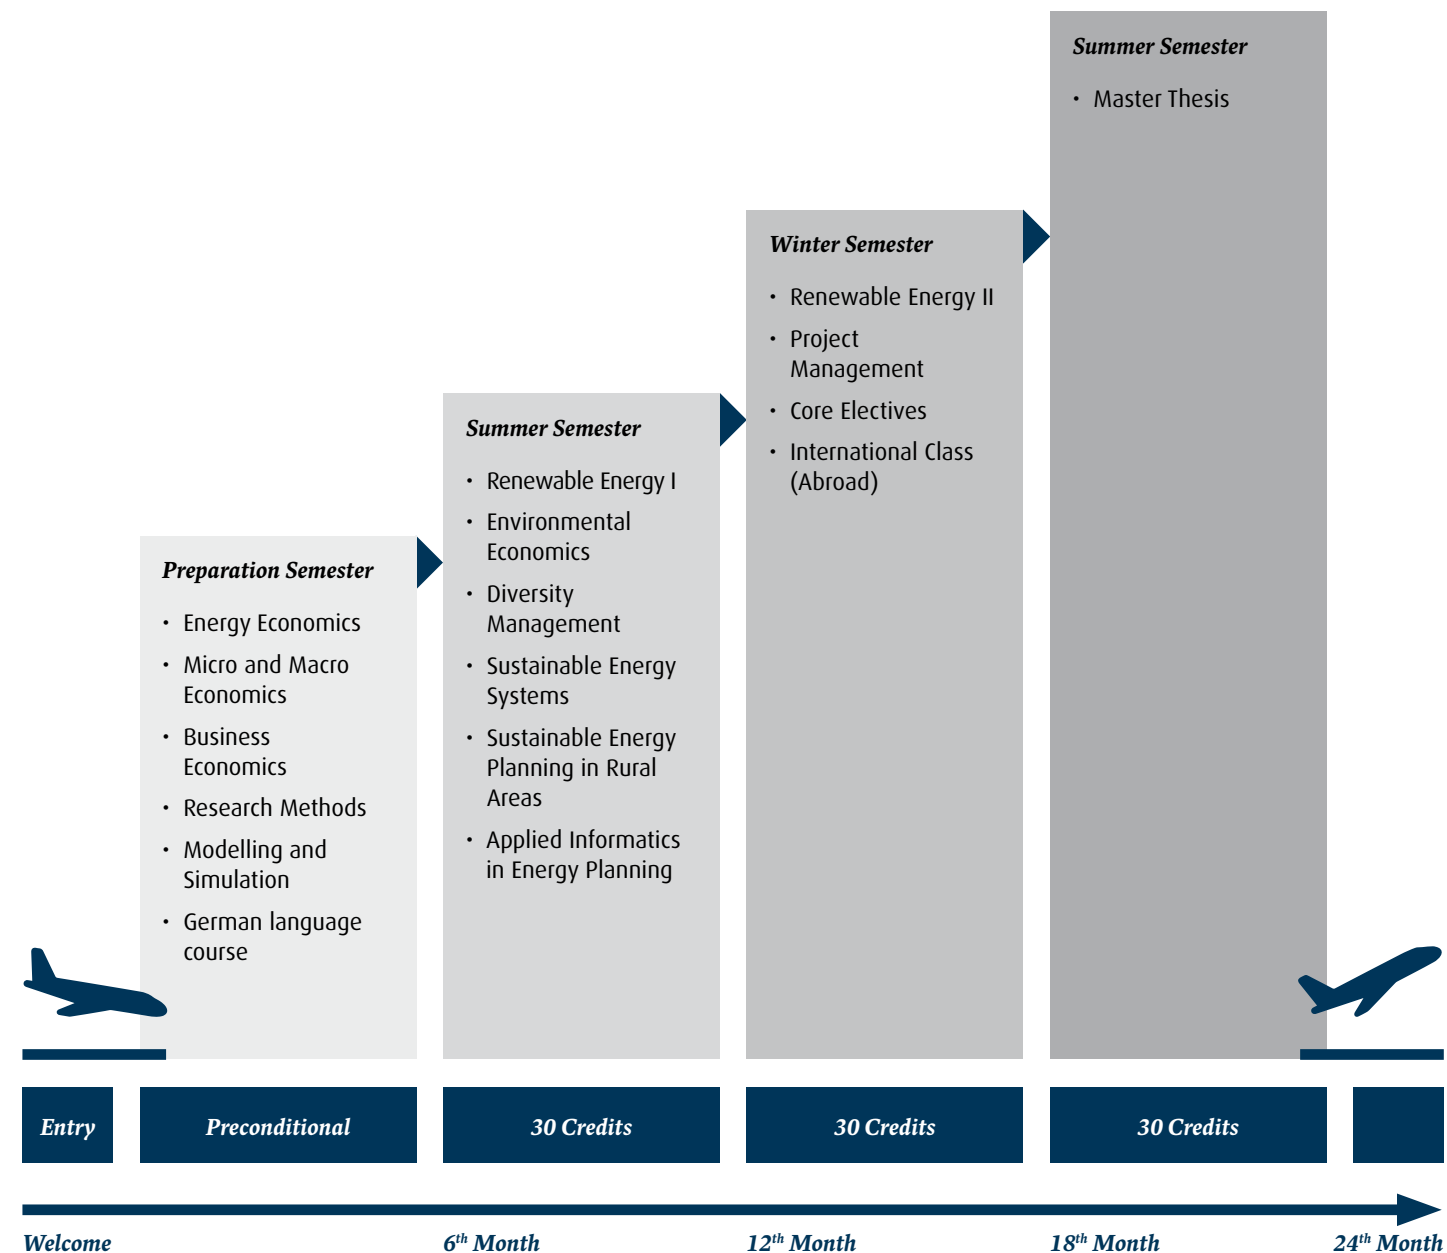 Summer Semester
• Master Thesis
Winter Semester
• Renewable Energy II
• Project
Management
• Core Electives
• International Class
(Abroad)
Summer Semester
• Renewable Energy I
• Environmental
Economics
• Diversity
Management
• Sustainable Energy
Systems
• Sustainable Energy
Planning in Rural
Areas
• Applied Informatics
in Energy Planning
Preparation Semester
• Energy Economics
• Micro and Macro
Economics
• Business
Economics
• Research Methods
• Modelling and
Simulation
• German language
course
Entry
Preconditional
30 Credits
30 Credits
30 Credits
Welcome
6th Month
12th Month
18th Month
24th Month